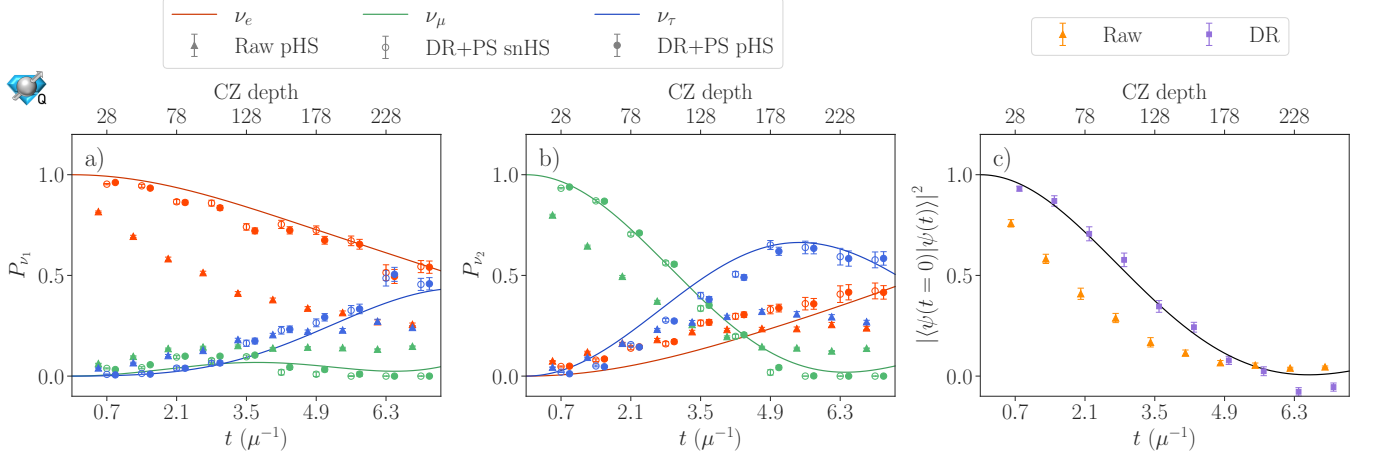 ν_e ν_μ ν_τ
Raw pHS DR+PS snHS DR+PS pHS
Raw DR
Q
CZ depth
28 78 128 178 228
a)
P_{ν_1}
1.0
0.5
0.0
0.7 2.1 3.5 4.9 6.3
t (μ^{-1})
CZ depth
28 78 128 178 228
b)
P_{ν_2}
1.0
0.5
0.0
0.7 2.1 3.5 4.9 6.3
t (μ^{-1})
CZ depth
28 78 128 178 228
c)
|⟨ψ(t = 0)|ψ(t)⟩|^2
1.0
0.5
0.0
0.7 2.1 3.5 4.9 6.3
t (μ^{-1})